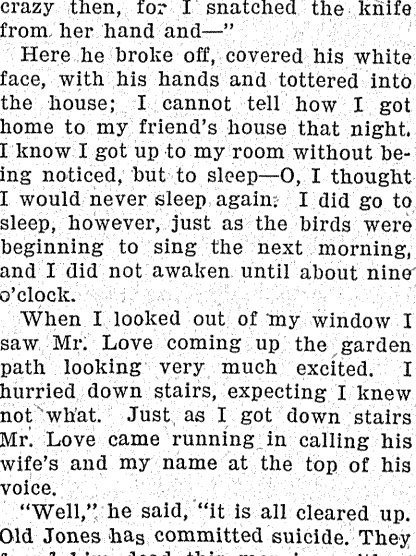 crazy then, for I snatched the knife
from her hand and—"
Here he broke off, covered his white
face, with his hands and tottered into
the house; I cannot tell how I got
home to my friend's house that night.
I know I got up to my room without be-
ing noticed, but to sleep—O, I thought
I would never sleep again. I did go to
sleep, however, just as the birds were
beginning to sing the next morning,
and I did not awaken until about nine
o'clock.
When I looked out of my window I
saw Mr. Love coming up the garden
path looking very much excited. I
hurried down stairs, expecting I knew
not what. Just as I got down stairs
Mr. Love came running in calling his
wife's and my name at the top of his
voice.
"Well," he said, "it is all cleared up.
Old Jones has committed suicide. They